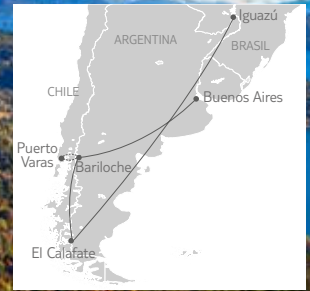 Iguazú
ARGENTINA
BRASIL
CHILE
Buenos Aires
Puerto
Varas
Bariloche
El Calafate